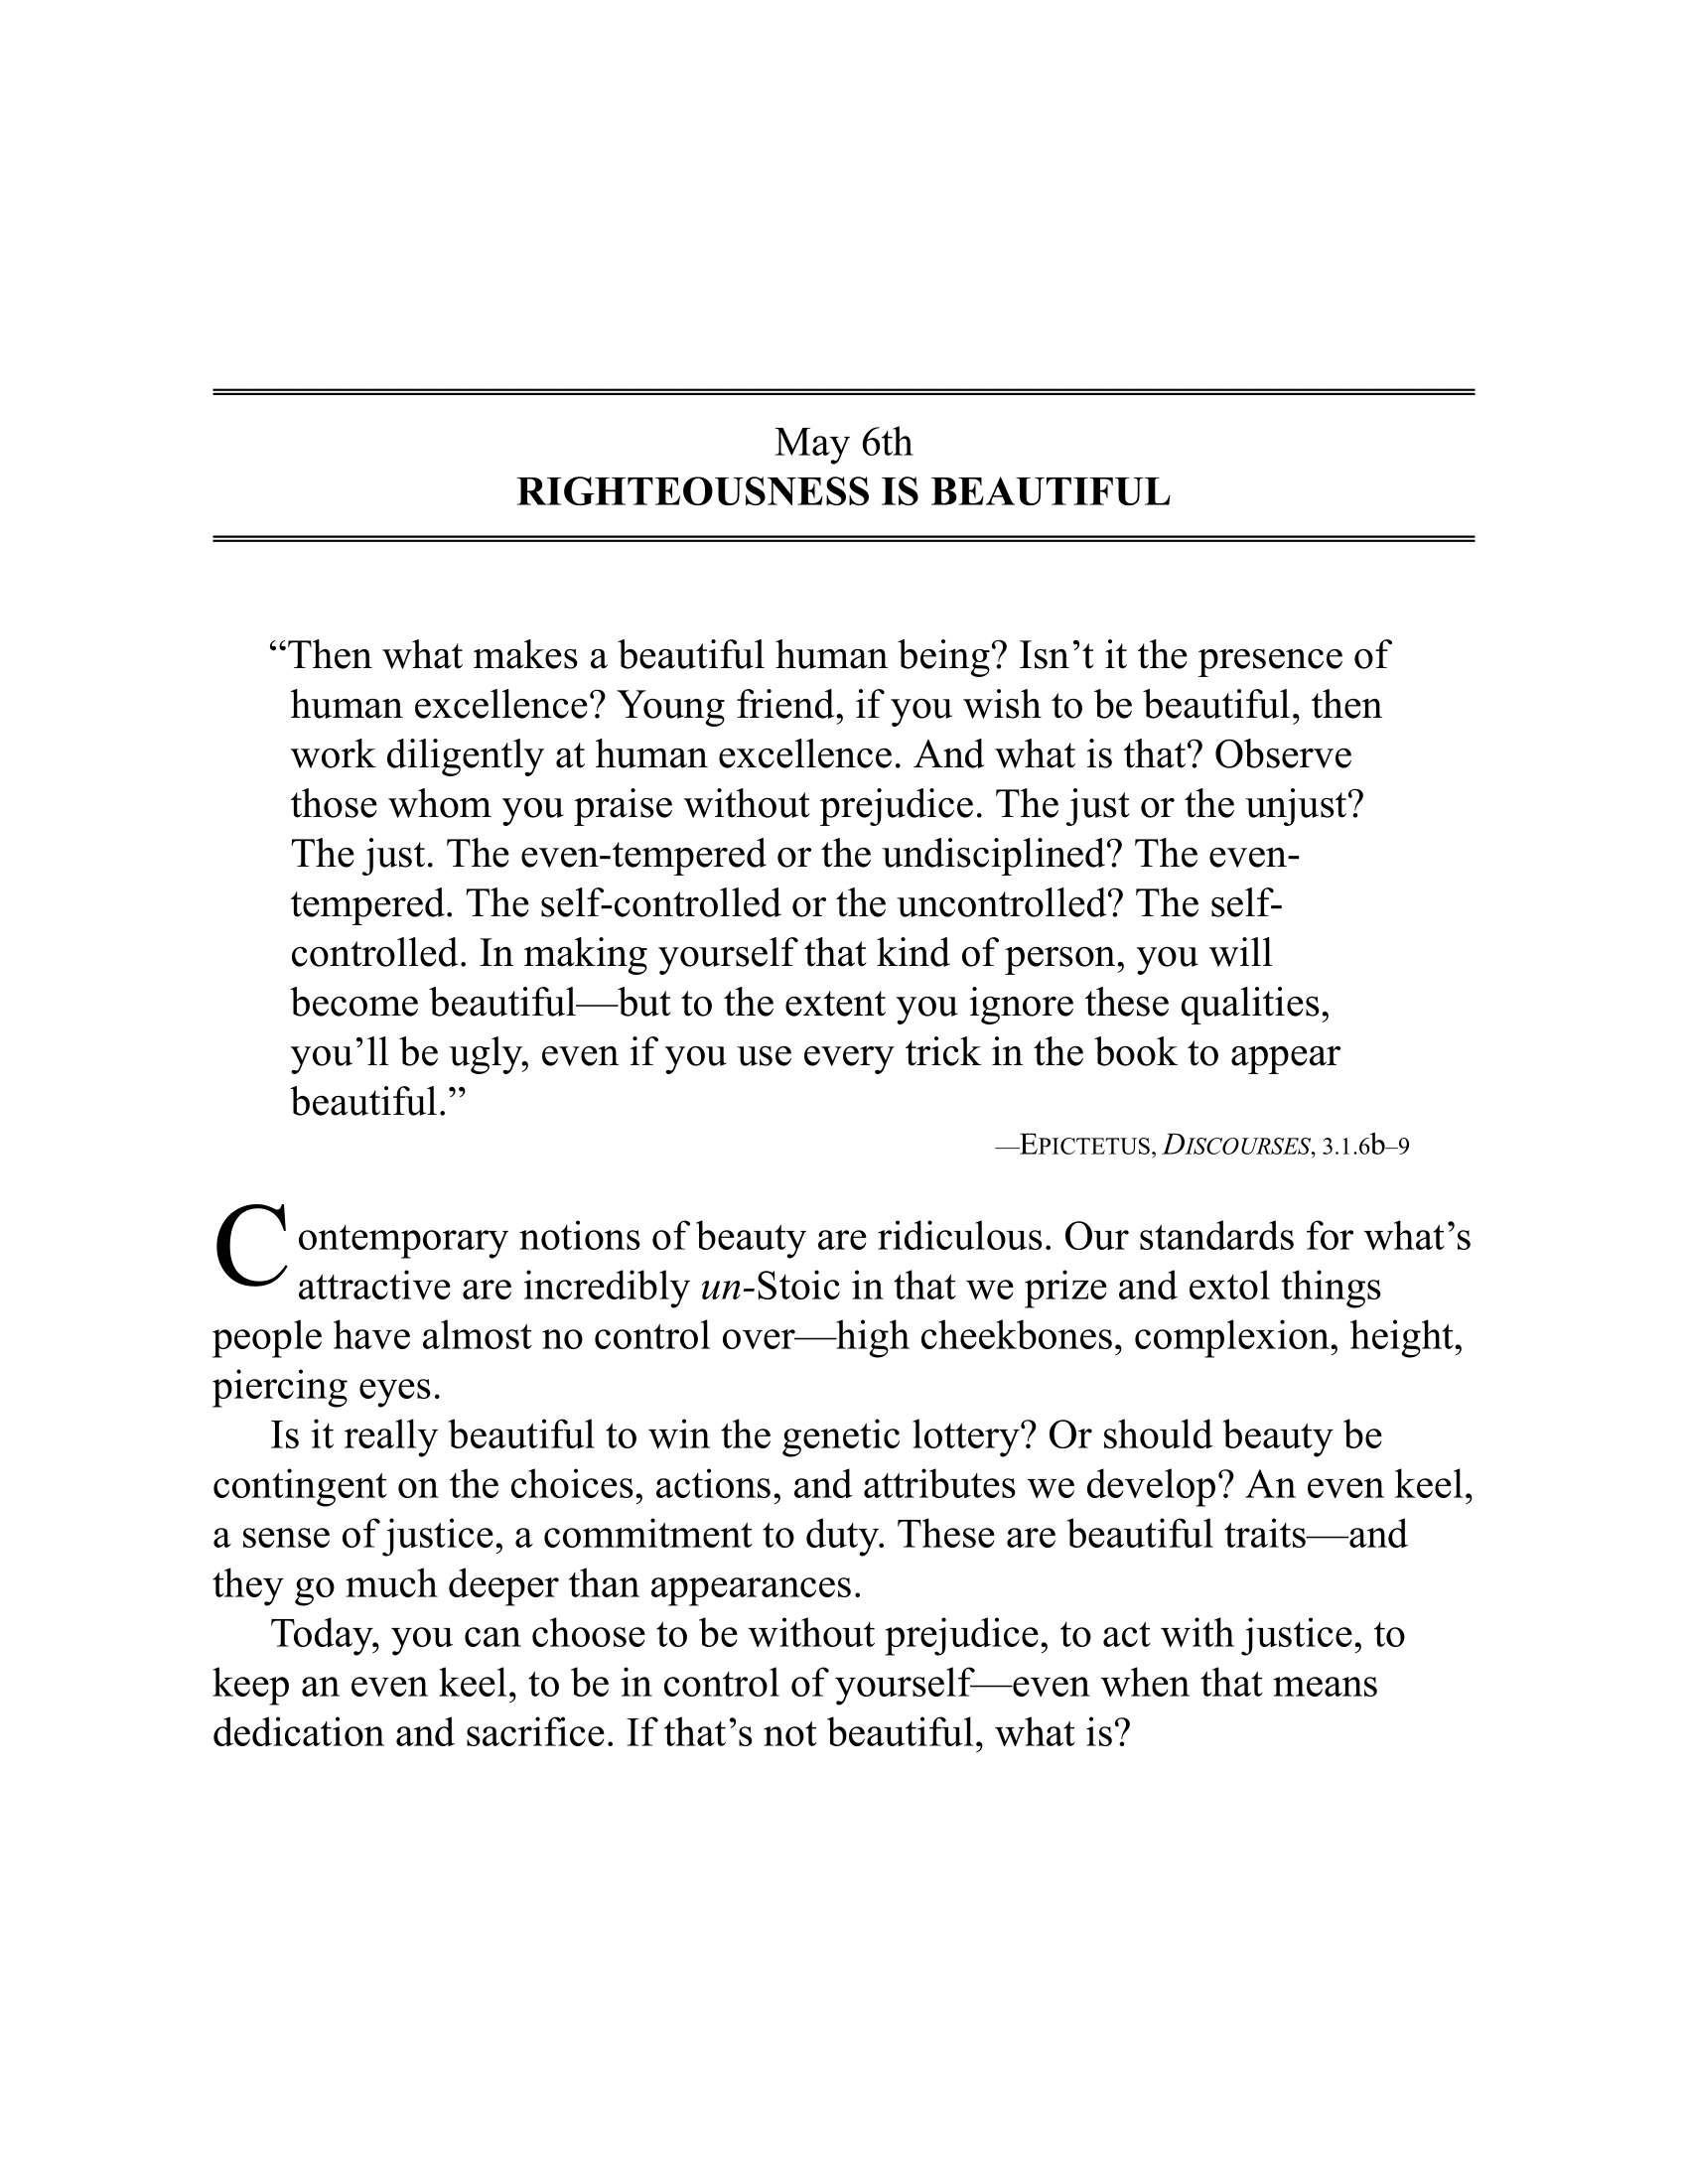 May 6th
RIGHTEOUSNESS IS BEAUTIFUL
“Then what makes a beautiful human being? Isn’t it the presence of
human excellence? Young friend, if you wish to be beautiful, then
work diligently at human excellence. And what is that? Observe
those whom you praise without prejudice. The just or the unjust?
The just. The even-tempered or the undisciplined? The even-
tempered. The self-controlled or the uncontrolled? The self-
controlled. In making yourself that kind of person, you will
become beautiful—but to the extent you ignore these qualities,
you’ll be ugly, even if you use every trick in the book to appear
beautiful.”
—EPICTETUS, DISCOURSES, 3.1.6b–9
Contemporary notions of beauty are ridiculous. Our standards for what’s
attractive are incredibly un-Stoic in that we prize and extol things
people have almost no control over—high cheekbones, complexion, height,
piercing eyes.
Is it really beautiful to win the genetic lottery? Or should beauty be
contingent on the choices, actions, and attributes we develop? An even keel,
a sense of justice, a commitment to duty. These are beautiful traits—and
they go much deeper than appearances.
Today, you can choose to be without prejudice, to act with justice, to
keep an even keel, to be in control of yourself—even when that means
dedication and sacrifice. If that’s not beautiful, what is?